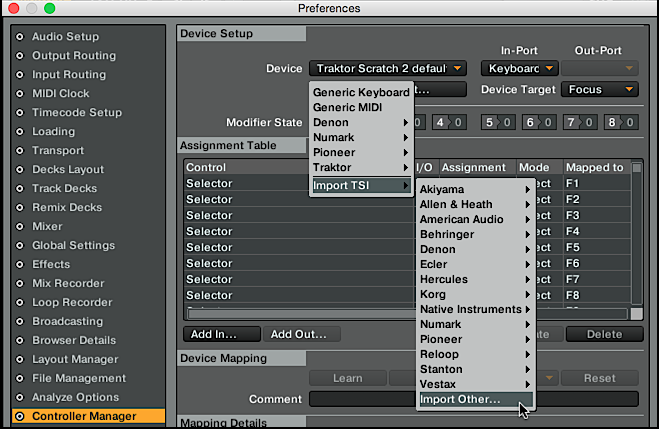 Preferences
Audio Setup
Output Routing
Input Routing
MIDI Clock
Timecode Setup
Loading
Transport
Decks Layout
Track Decks
Remix Decks
Mixer
Global Settings
Effects
Mix Recorder
Loop Recorder
Broadcasting
Browser Details
Layout Manager
File Management
Analyze Options
Controller Manager
Device Setup
In-Port Out-Port
Device Traktor Scratch 2 defaul Keyboard
Device Target Focus
Modifier State 0 4 0 5 0 6 0 7 0 8 0
Generic Keyboard
Generic MIDI
Denon
Numark
Pioneer
Traktor
Import TSI
Assignment Table
Control I/O Assignment Mode Mapped to
Selector F1
Selector F2
Selector F3
Selector F4
Selector F5
Selector F6
Selector F7
Selector F8
Akiyama
Allen & Heath
American Audio
Behringer
Denon
Ecler
Hercules
Korg
Native Instruments
Numark
Pioneer
Reloop
Stanton
Vestax
Import Other...
Add In... Add Out... Delete
Device Mapping
Learn Reset
Comment
Mapping Details